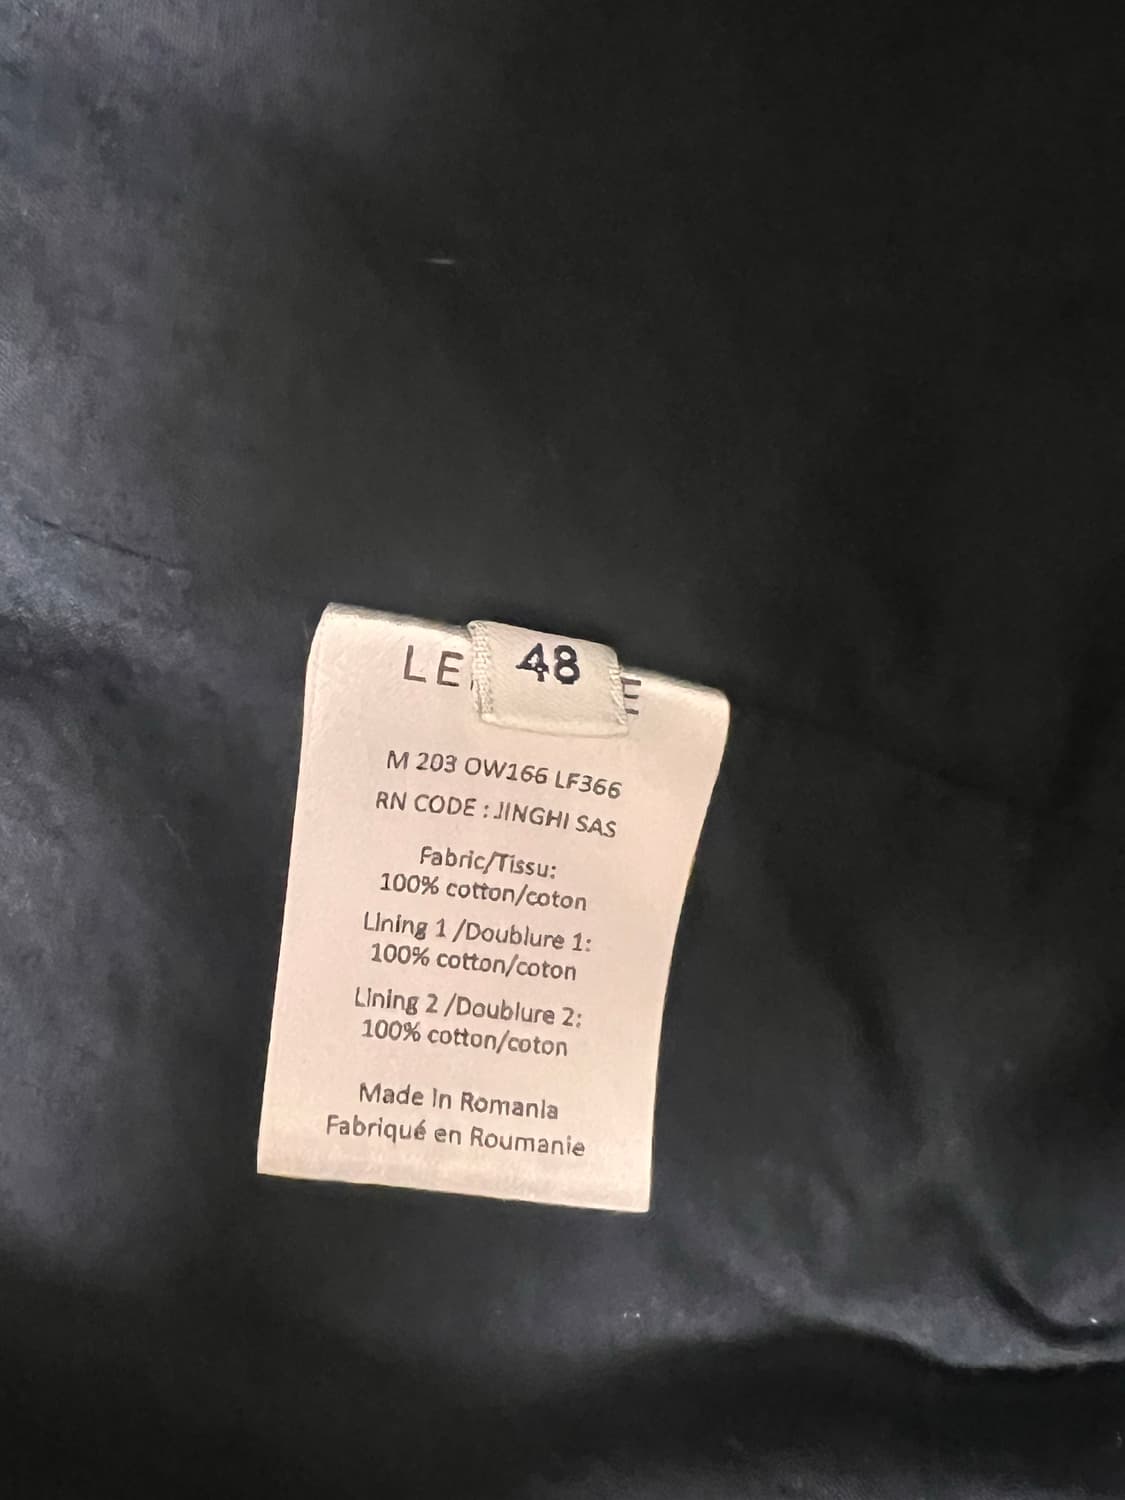 48
LE
E
M 203 OW166 LF366
RN CODE : JINGHI SAS
Fabric/Tissu:
100% cotton/coton
Lining 1 /Doublure 1:
100% cotton/coton
Lining 2 /Doublure 2:
100% cotton/coton
Made in Romania
Fabriqué en Roumanie